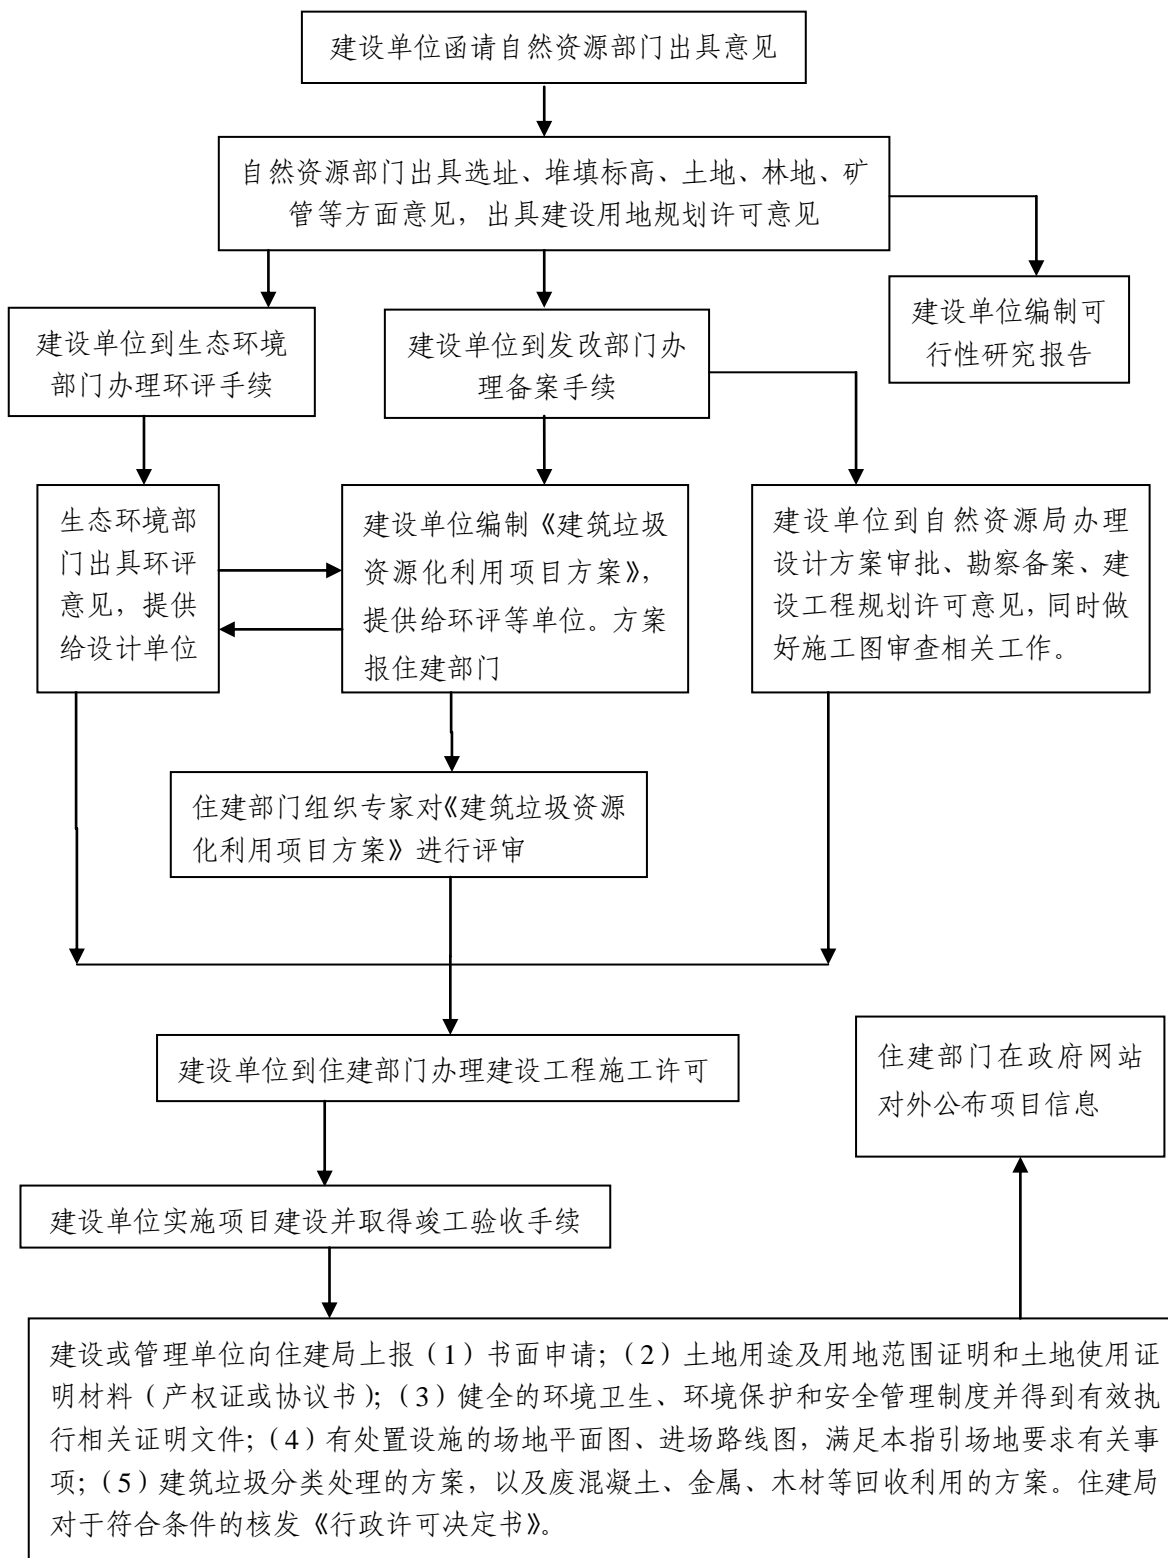 建设单位函请自然资源部门出具意见
自然资源部门出具选址、堆填标高、土地、林地、矿
管等方面意见，出具建设用地规划许可意见
建设单位编制可
行性研究报告
建设单位到生态环境
部门办理环评手续
建设单位到发改部门办
理备案手续
生态环境部
门出具环评
意见，提供
给设计单位
建设单位编制《建筑垃圾
资源化利用项目方案》，
提供给环评等单位。方案
报住建部门
建设单位到自然资源局办理
设计方案审批、勘察备案、建
设工程规划许可意见，同时做
好施工图审查相关工作。
住建部门组织专家对《建筑垃圾资源
化利用项目方案》进行评审
建设单位到住建部门办理建设工程施工许可
住建部门在政府网站
对外公布项目信息
建设单位实施项目建设并取得竣工验收手续
建设或管理单位向住建局上报（1）书面申请；（2）土地用途及用地范围证明和土地使用证
明材料（产权证或协议书）；（3）健全的环境卫生、环境保护和安全管理制度并得到有效执
行相关证明文件；（4）有处置设施的场地平面图、进场路线图，满足本指引场地要求有关事
项；（5）建筑垃圾分类处理的方案，以及废混凝土、金属、木材等回收利用的方案。住建局
对于符合条件的核发《行政许可决定书》。